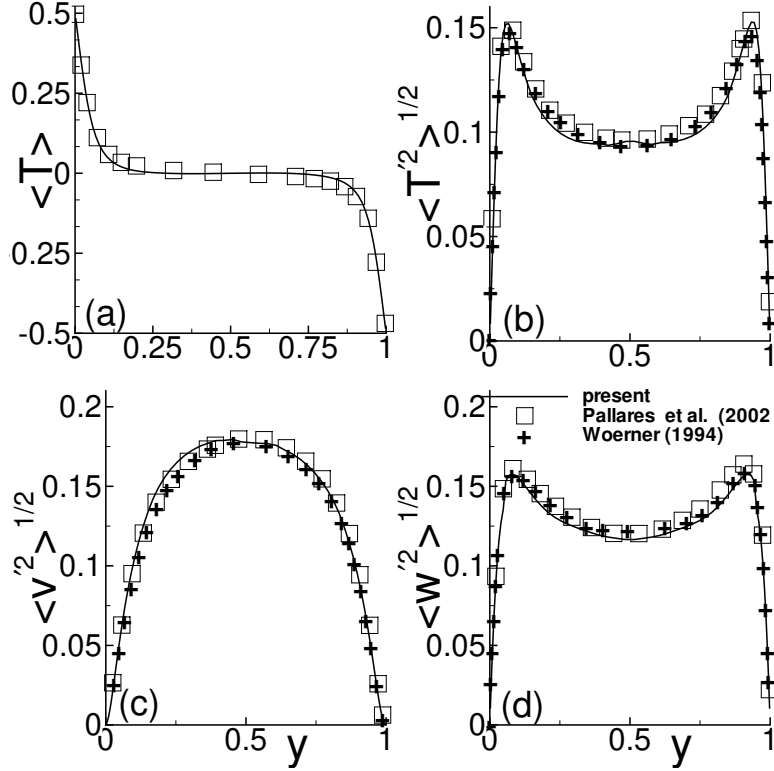 0.5
0.25
0
0.25
-0.5
<T>
(a)
0 0.25 0.5 0.75 1
0.15
0.1
0.05
0
<T'2>1/2
(b)
0 0.5 1
0.2
0.15
0.1
0.05
0
<v'2>1/2
(c)
0 0.5 1
y
present
Pallares et al. (2002
Woerner (1994)
0.2
0.15
0.1
0.05
0
<w'2>1/2
(d)
0 0.5 1
y